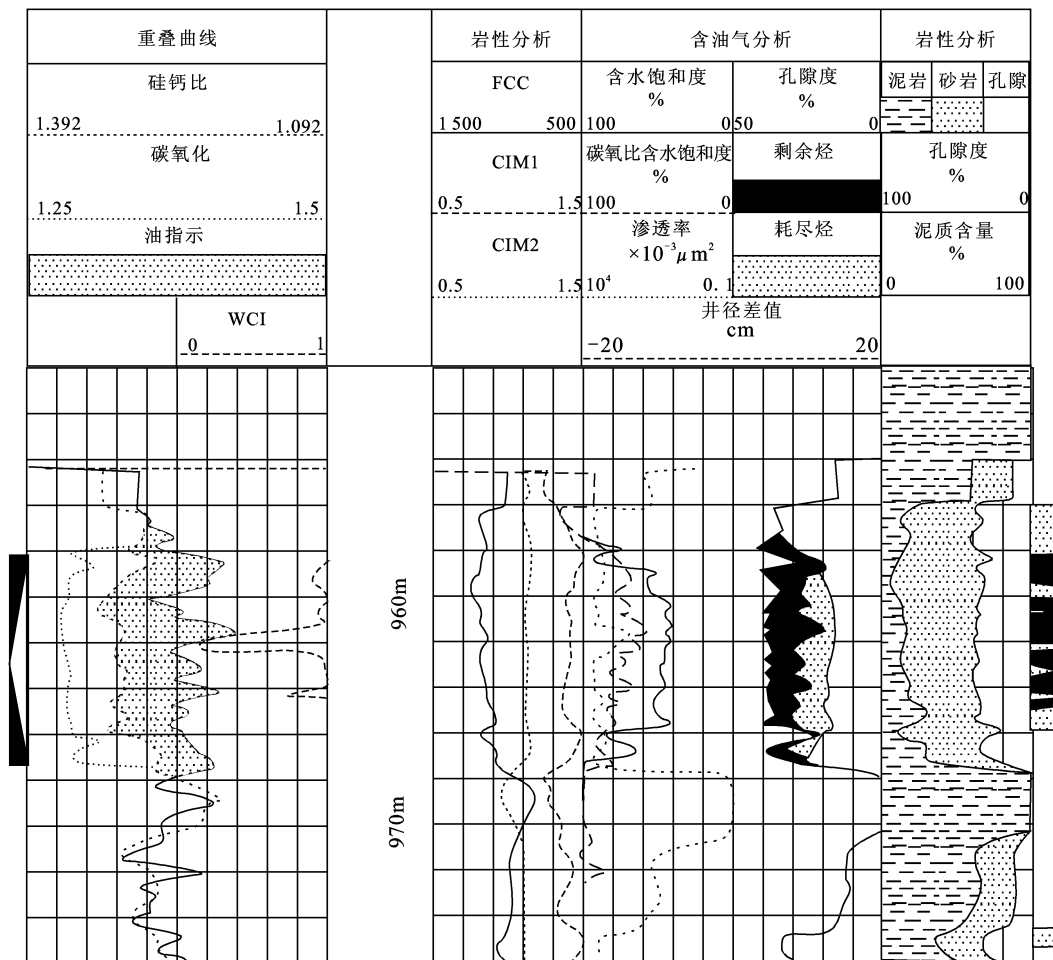 重叠曲线
硅钙比
1.392 1.092
碳氧化
1.25 1.5
油指示
WCI
0 1
岩性分析
FCC
1 500 500
CIM1
0.5 1.5
CIM2
0.5 1.5
含油气分析
含水饱和度
%
100 0
孔隙度
%
50 0
碳氧比含水饱和度
%
100 0
剩余烃
渗透率
×10⁻³μm²
10⁴ 0.1
耗尽烃
井径差值
cm
−20 20
岩性分析
泥岩 砂岩 孔隙
孔隙度
%
100 0
泥质含量
%
0 100
960m
970m